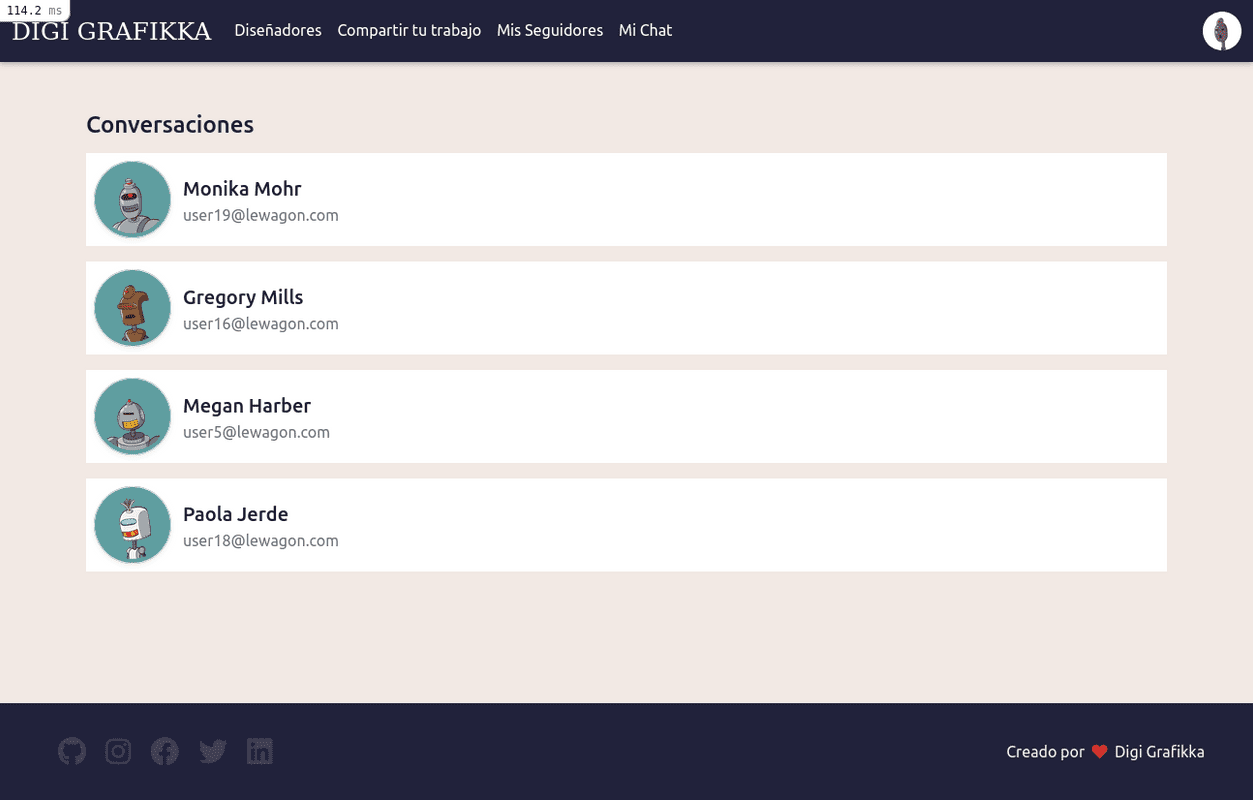 114.2 ms
DIGI GRAFIKKA Diseñadores Compartir tu trabajo Mis Seguidores Mi Chat
Conversaciones
Monika Mohr
user19@lewagon.com
Gregory Mills
user16@lewagon.com
Megan Harber
user5@lewagon.com
Paola Jerde
user18@lewagon.com
Creado por ❤ Digi Grafikka